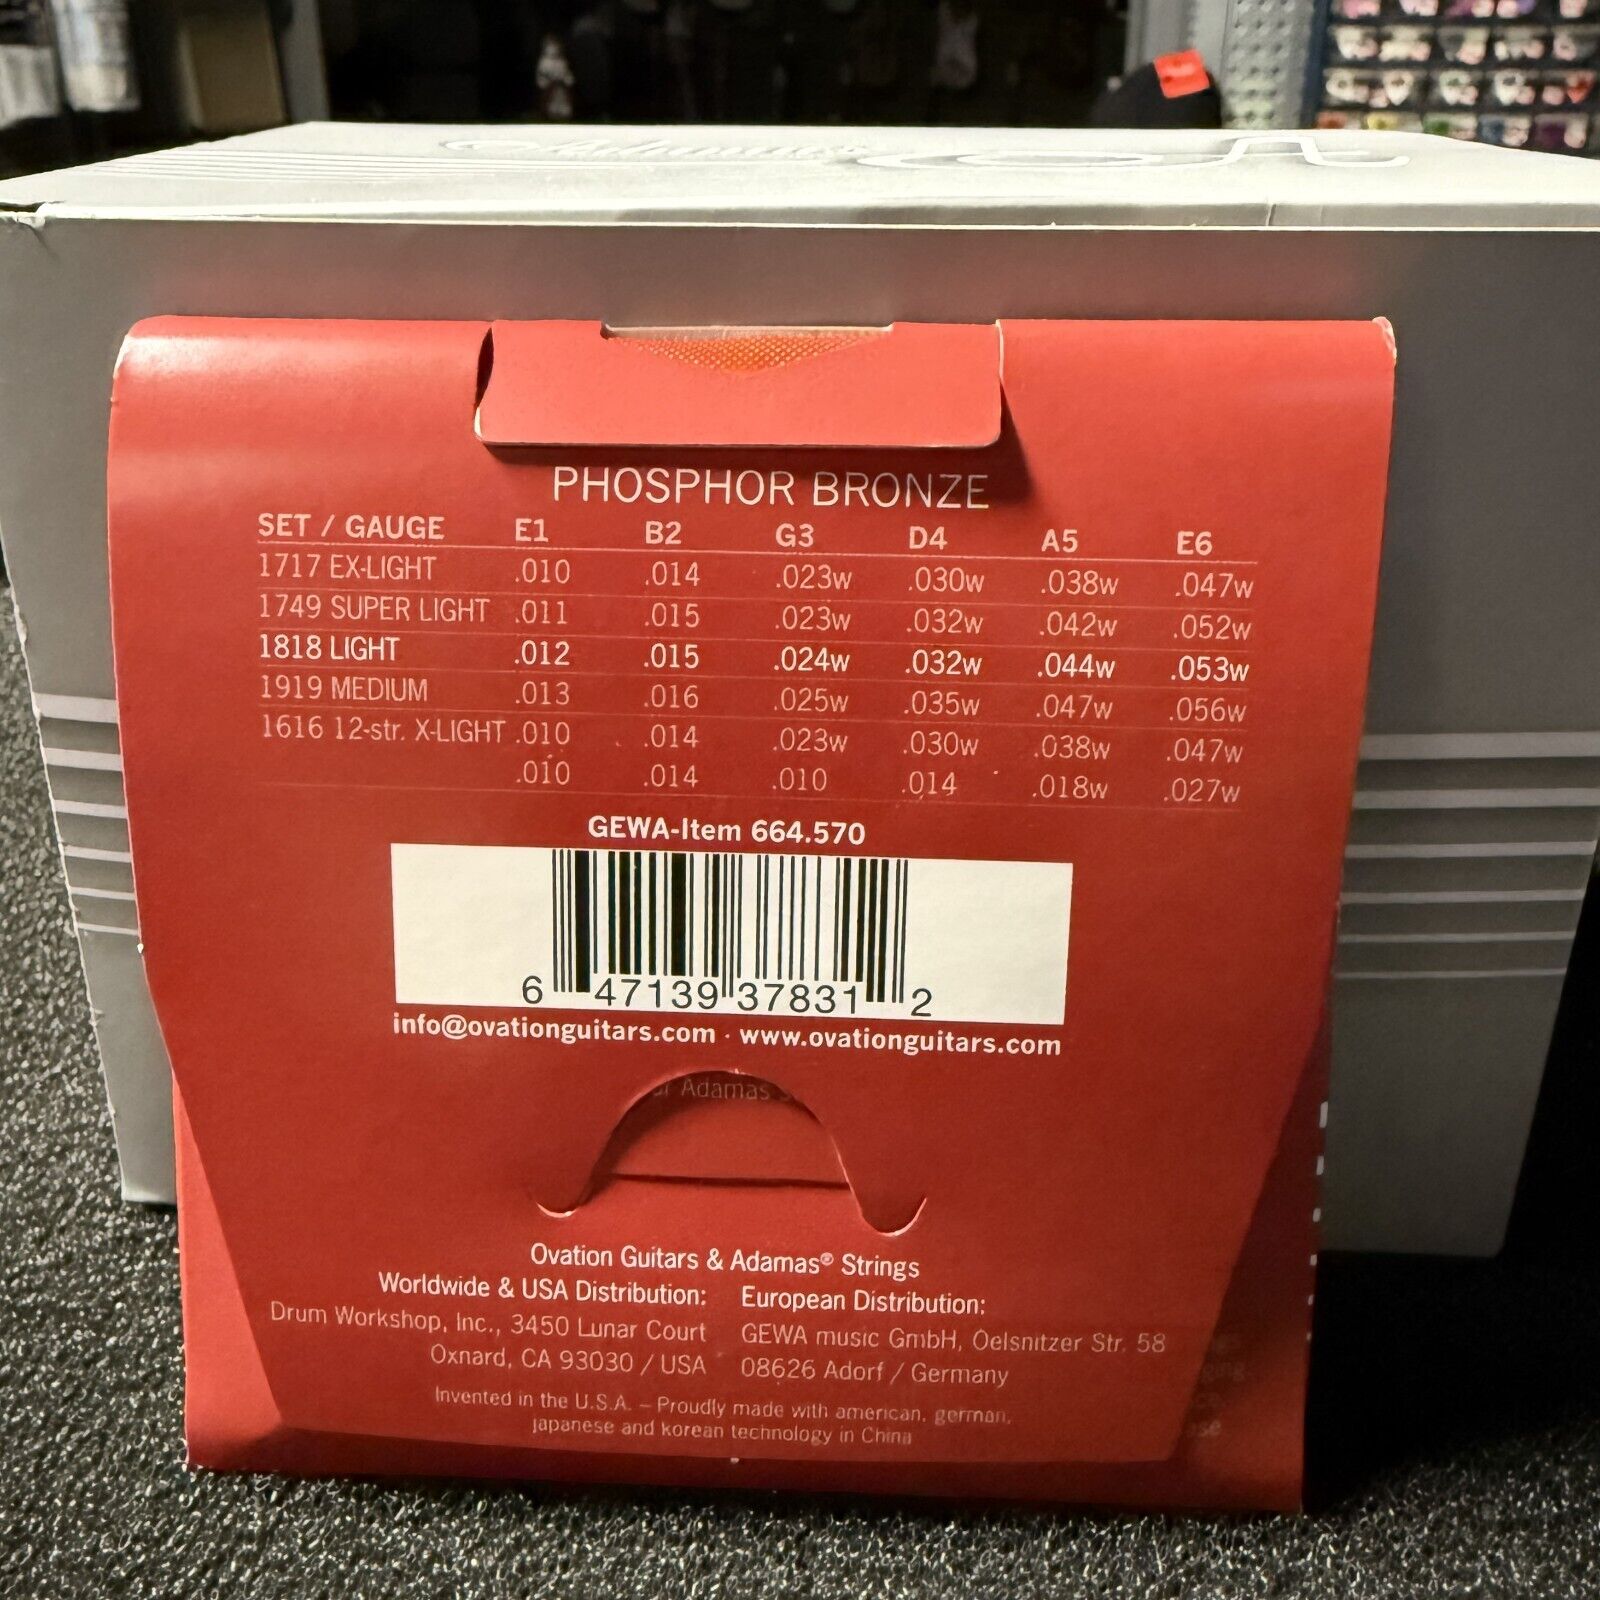 PHOSPHOR BRONZE
SET / GAUGE E1 B2 G3 D4 A5 E6
1717 EX-LIGHT .010 .014 .023w .030w .038w .047w
1749 SUPER LIGHT .011 .015 .023w .032w .042w .052w
1818 LIGHT .012 .015 .024w .032w .044w .053w
1919 MEDIUM .013 .016 .025w .035w .047w .056w
1616 12-str. X-LIGHT .010 .014 .023w .030w .038w .047w
.010 .014 .010 .014 .018w .027w
GEWA-Item 664.570
6 47139 37831 2
info@ovationguitars.com · www.ovationguitars.com
Adamas
Ovation Guitars & Adamas® Strings
Worldwide & USA Distribution:
Drum Workshop, Inc., 3450 Lunar Court
Oxnard, CA 93030 / USA
European Distribution:
GEWA music GmbH, Oelsnitzer Str. 58
08626 Adorf / Germany
Invented in the U.S.A. – Proudly made with american, german,
japanese and korean technology in China